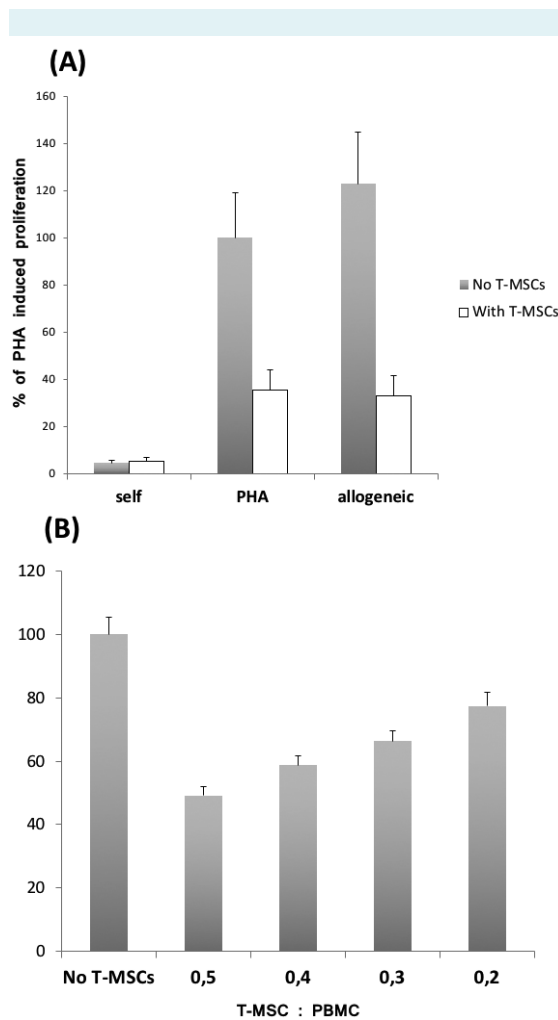 (A)
% of PHA induced proliferation
160
140
120
100
80
60
40
20
0
self PHA allogeneic
No T-MSCs
With T-MSCs
(B)
120
100
80
60
40
20
0
No T-MSCs 0,5 0,4 0,3 0,2
T-MSC : PBMC